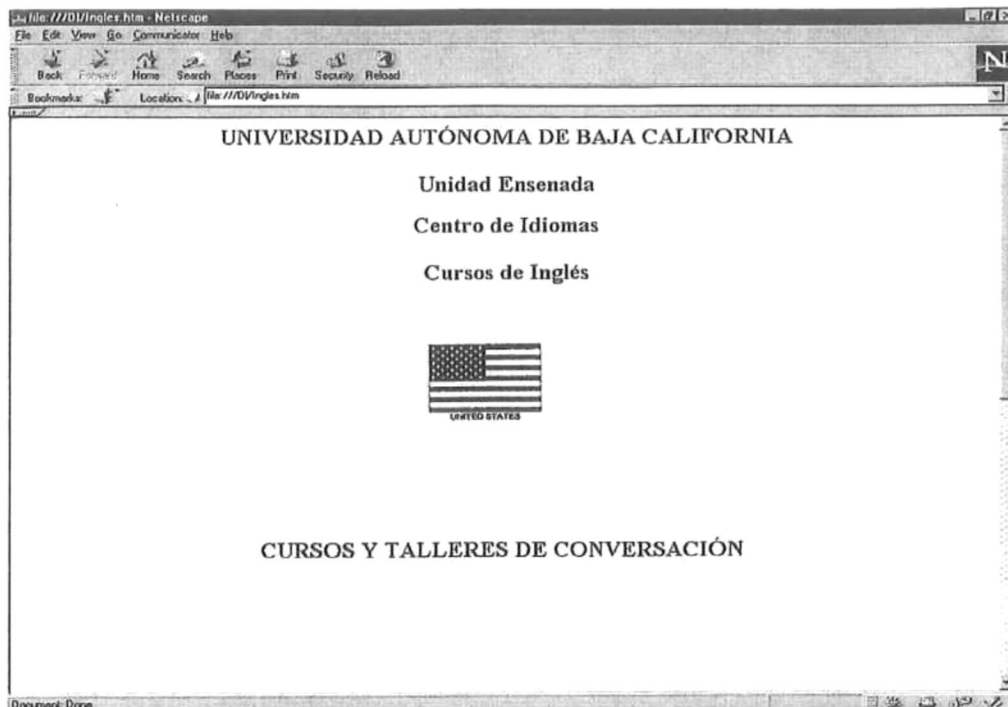 file:///D|/Ingles.htm - Netscape
File Edit View Go Communicator Help
Back Forward Home Search Places Print Security Reload
Bookmarks Location: file:///D|/Ingles.htm
N
UNIVERSIDAD AUTÓNOMA DE BAJA CALIFORNIA
Unidad Ensenada
Centro de Idiomas
Cursos de Inglés
UNITED STATES
CURSOS Y TALLERES DE CONVERSACIÓN
Document: Done